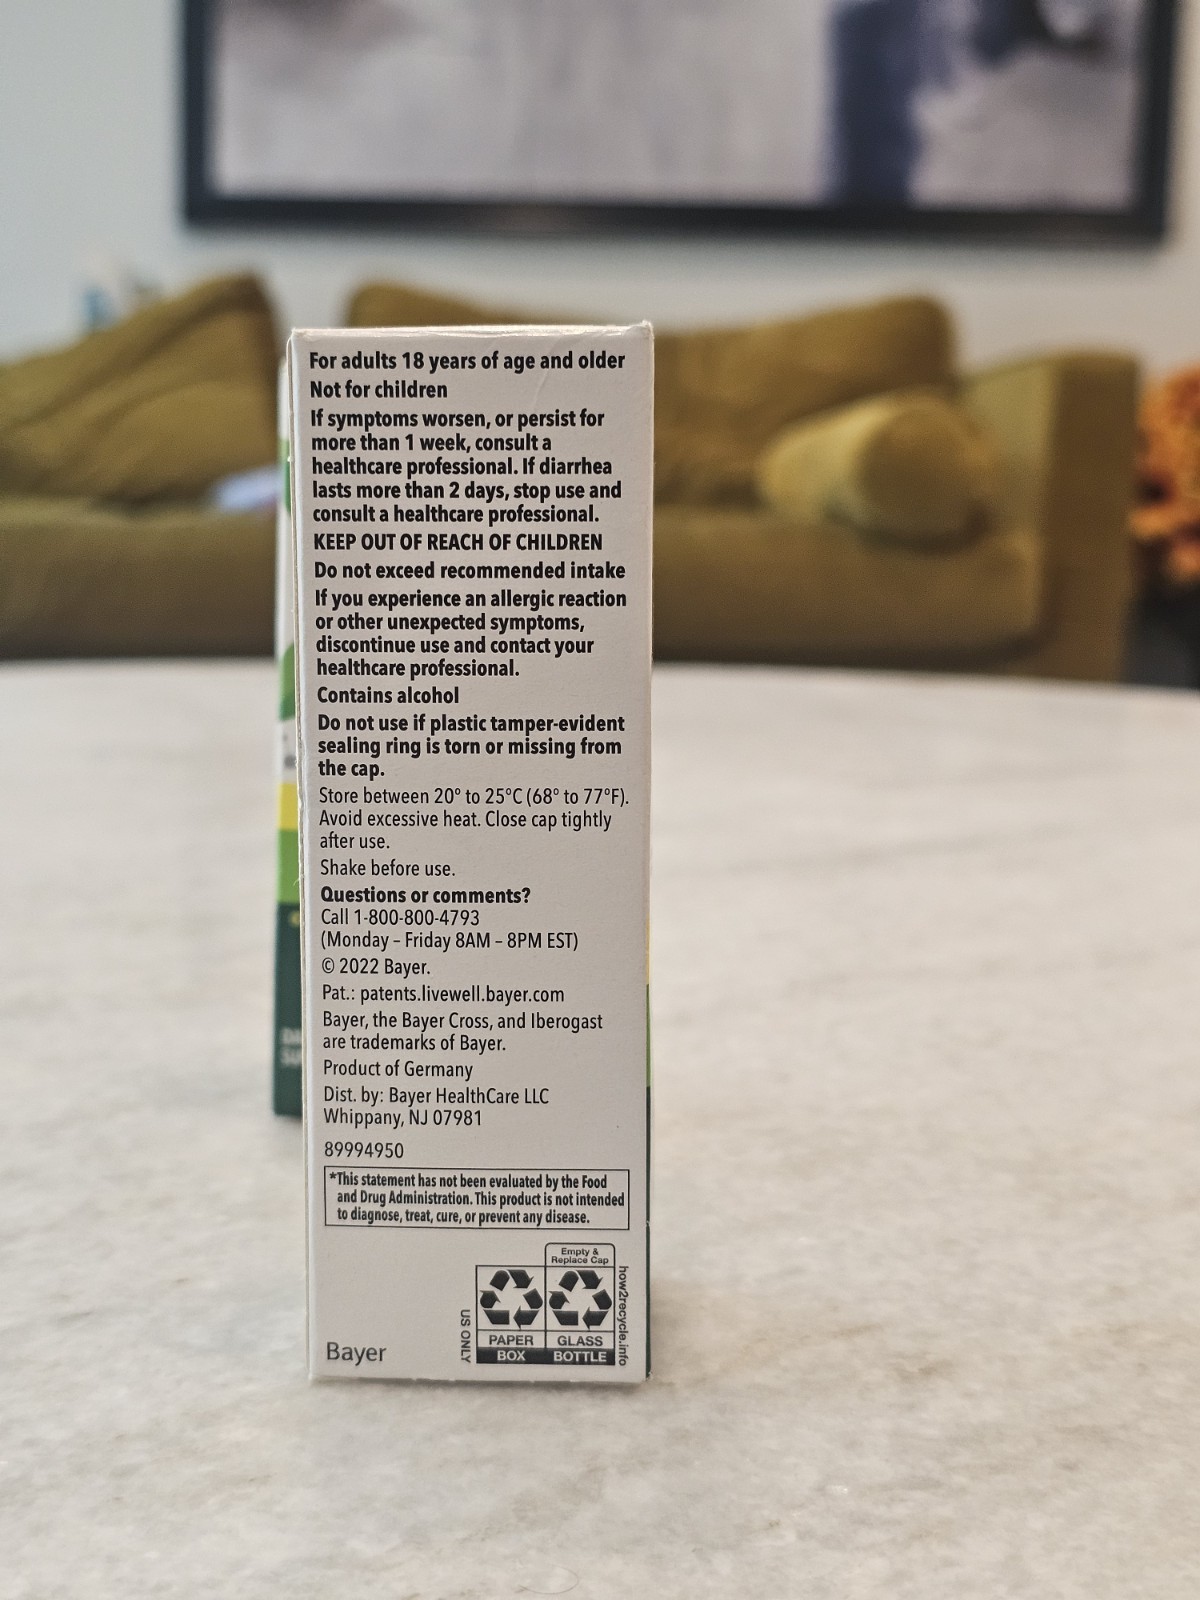 For adults 18 years of age and older
Not for children
If symptoms worsen, or persist for
more than 1 week, consult a
healthcare professional. If diarrhea
lasts more than 2 days, stop use and
consult a healthcare professional.
KEEP OUT OF REACH OF CHILDREN
Do not exceed recommended intake
If you experience an allergic reaction
or other unexpected symptoms,
discontinue use and contact your
healthcare professional.
Contains alcohol
Do not use if plastic tamper-evident
sealing ring is torn or missing from
the cap.
Store between 20° to 25°C (68° to 77°F).
Avoid excessive heat. Close cap tightly
after use.
Shake before use.
Questions or comments?
Call 1-800-800-4793
(Monday – Friday 8AM – 8PM EST)
© 2022 Bayer.
Pat.: patents.livewell.bayer.com
Bayer, the Bayer Cross, and Iberogast
are trademarks of Bayer.
Product of Germany
Dist. by: Bayer HealthCare LLC
Whippany, NJ 07981
89994950
*This statement has not been evaluated by the Food
and Drug Administration. This product is not intended
to diagnose, treat, cure, or prevent any disease.
Empy &
Replace Cap
US ONLY
PAPER
BOX
GLASS
BOTTLE
how2recycle.info
Bayer